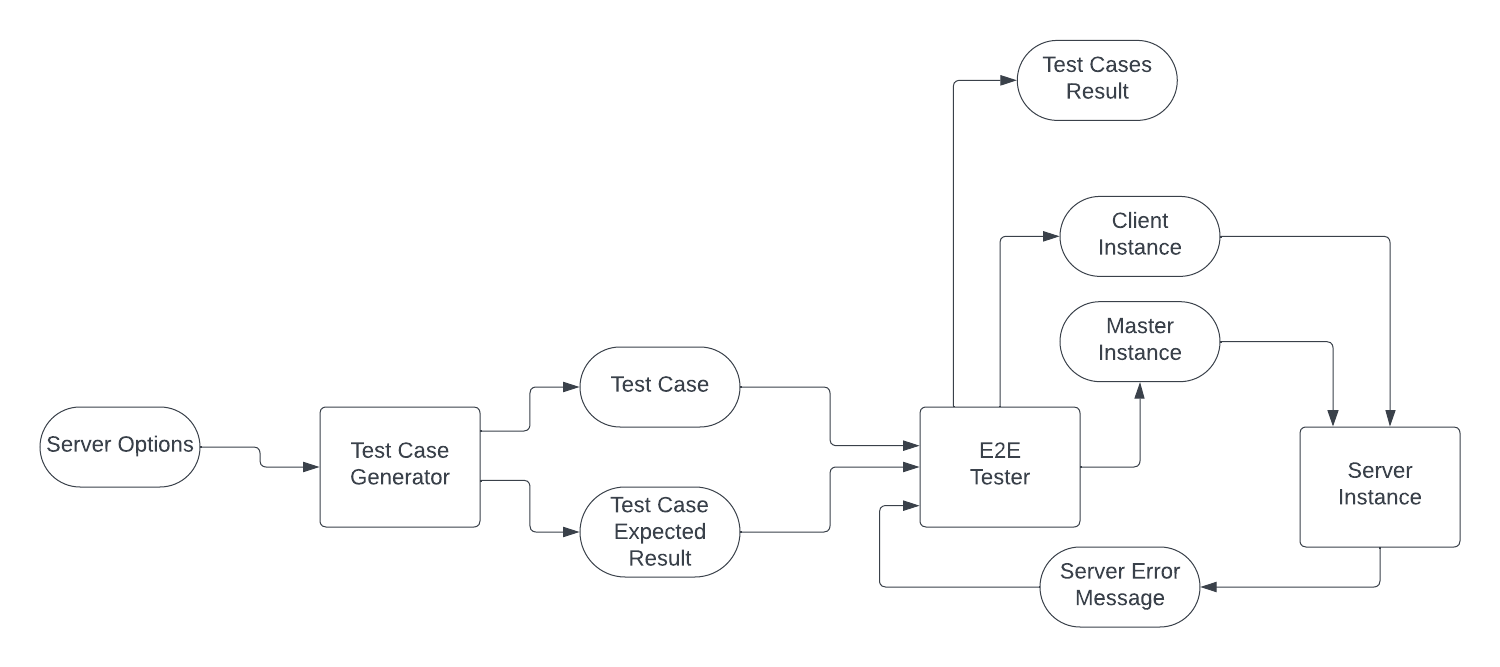 Test Cases
Result
Client
Instance
Master
Instance
Test Case
Server Options
Test Case
Generator
E2E
Tester
Server
Instance
Test Case
Expected
Result
Server Error
Message